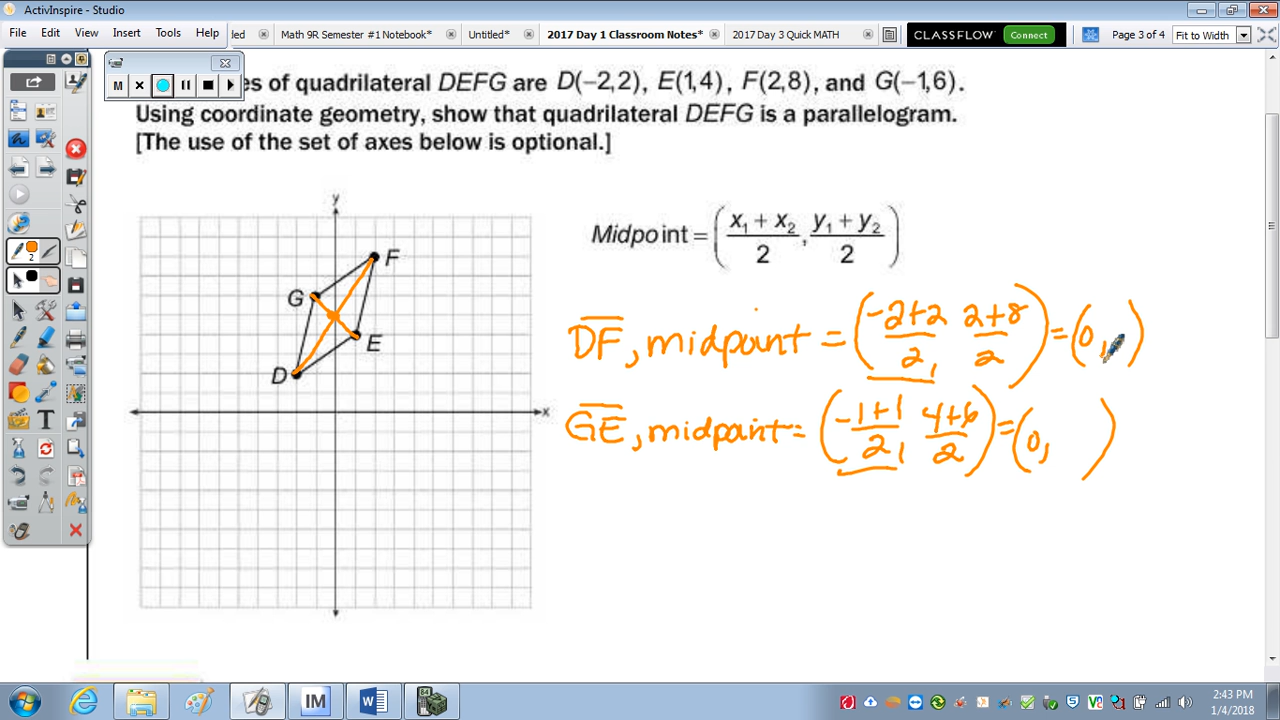 ActivInspire - Studio
File Edit View Insert Tools Help
led Math 9R Semester #1 Notebook* Untitled* 2017 Day 1 Classroom Notes* 2017 Day 3 Quick MATH CLASSFLOW Connect Page 3 of 4 Fit to Width
M
es of quadrilateral DEFG are D(−2,2), E(1,4), F(2,8), and G(−1,6).
Using coordinate geometry, show that quadrilateral DEFG is a parallelogram.
[The use of the set of axes below is optional.]
y
Midpoint = (x₁ + x₂/2, y₁ + y₂/2)
F
G
E
D
x
DF, midpoint = (-2+2/2, 2+8/2) = (0, )
GE, midpoint = (-1+1/2, 4+6/2) = (0, )
2
T
IM
W
84
2:43 PM
1/4/2018